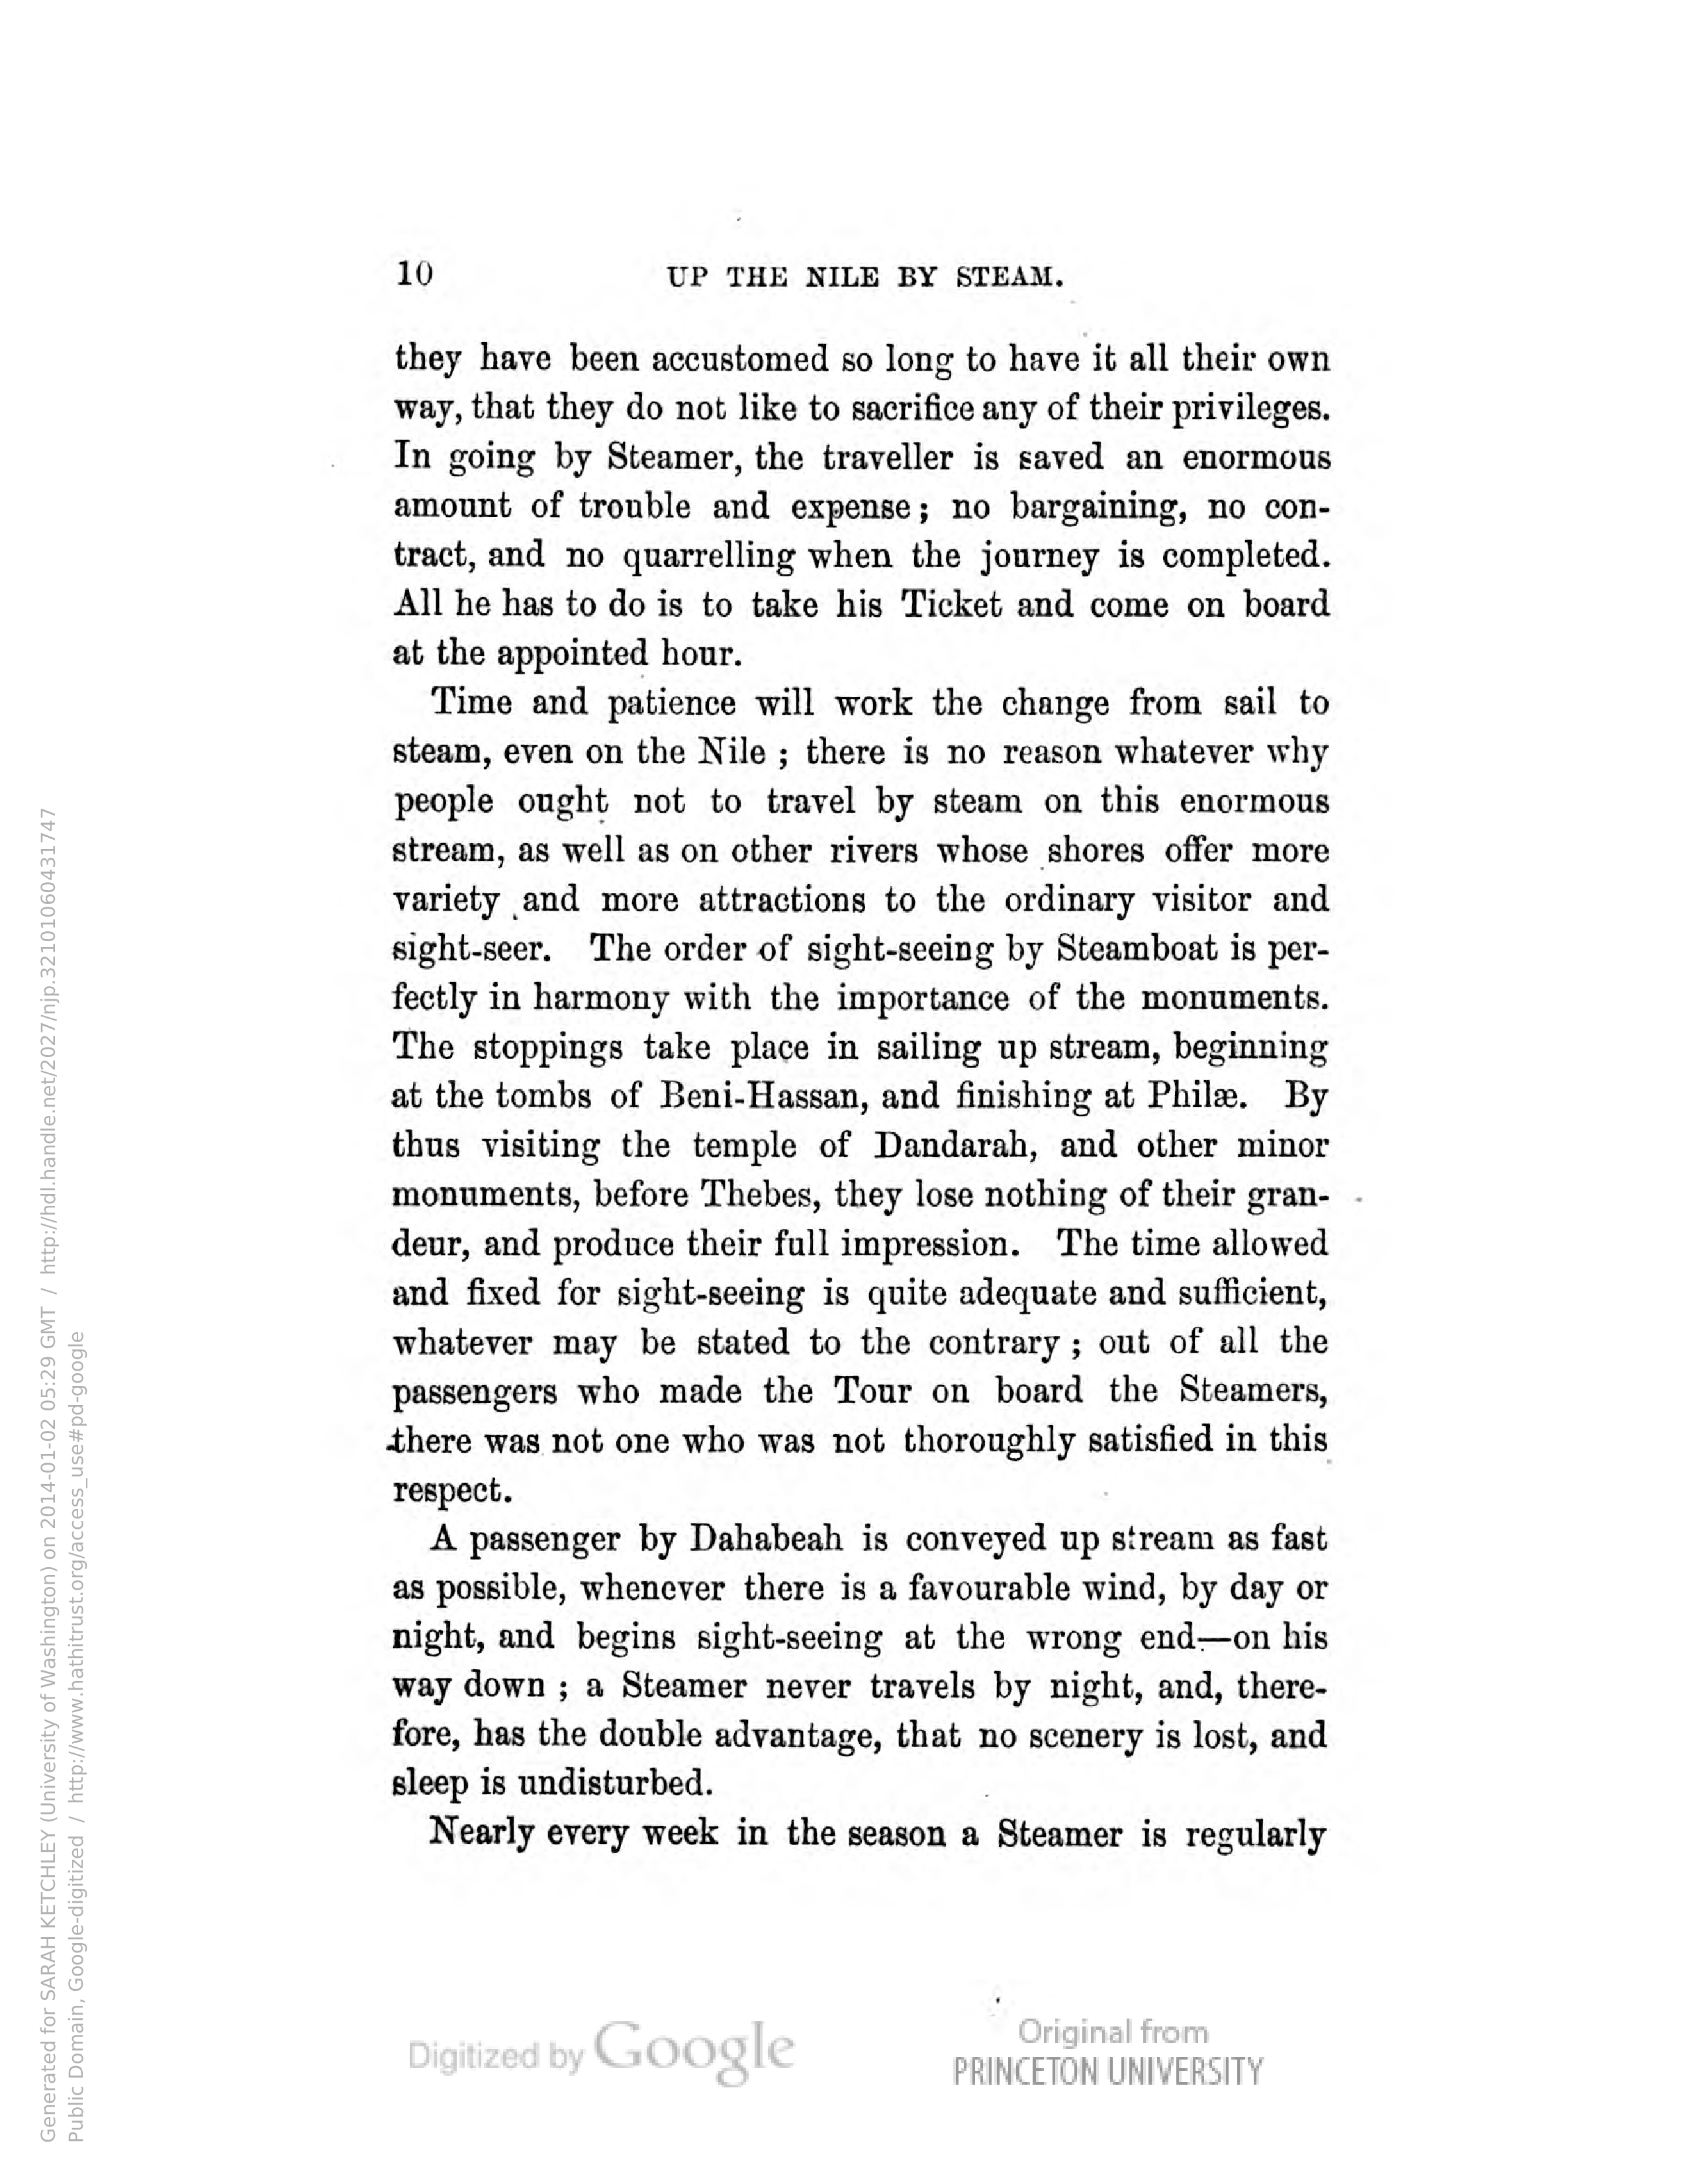 10 UP THE NILE BY STEAM.
they have been accustomed so long to have it all their own
way, that they do not like to sacrifice any of their privileges.
In going by Steamer, the traveller is saved an enormous
amount of trouble and expense; no bargaining, no con-
tract, and no quarrelling when the journey is completed.
All he has to do is to take his Ticket and come on board
at the appointed hour.
Time and patience will work the change from sail to
steam, even on the Nile ; there is no reason whatever why
people ought not to travel by steam on this enormous
stream, as well as on other rivers whose shores offer more
variety and more attractions to the ordinary visitor and
sight-seer. The order of sight-seeing by Steamboat is per-
fectly in harmony with the importance of the monuments.
The stoppings take place in sailing up stream, beginning
at the tombs of Beni-Hassan, and finishing at Philæ. By
thus visiting the temple of Dandarah, and other minor
monuments, before Thebes, they lose nothing of their gran-
deur, and produce their full impression. The time allowed
and fixed for sight-seeing is quite adequate and sufficient,
whatever may be stated to the contrary ; out of all the
passengers who made the Tour on board the Steamers,
there was not one who was not thoroughly satisfied in this
respect.
A passenger by Dahabeah is conveyed up stream as fast
as possible, whenever there is a favourable wind, by day or
night, and begins sight-seeing at the wrong end—on his
way down ; a Steamer never travels by night, and, there-
fore, has the double advantage, that no scenery is lost, and
sleep is undisturbed.
Nearly every week in the season a Steamer is regularly
Digitized by Google
Original from
PRINCETON UNIVERSITY
Generated for SARAH KETCHLEY (University of Washington) on 2014-01-02 05:29 GMT / http://hdl.handle.net/2027/njp.32101060431747
Public Domain, Google-digitized / http://www.hathitrust.org/access_use#pd-google